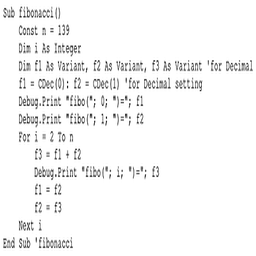 Sub fibonacci()
Const n = 139
Dim i As Integer
Dim f1 As Variant, f2 As Variant, f3 As Variant 'for Decimal
f1 = CDec(0): f2 = CDec(1) 'for Decimal setting
Debug.Print "fibo("; 0; ")="; f1
Debug.Print "fibo("; 1; ")="; f2
For i = 2 To n
f3 = f1 + f2
Debug.Print "fibo("; i; ")="; f3
f1 = f2
f2 = f3
Next i
End Sub 'fibonacci